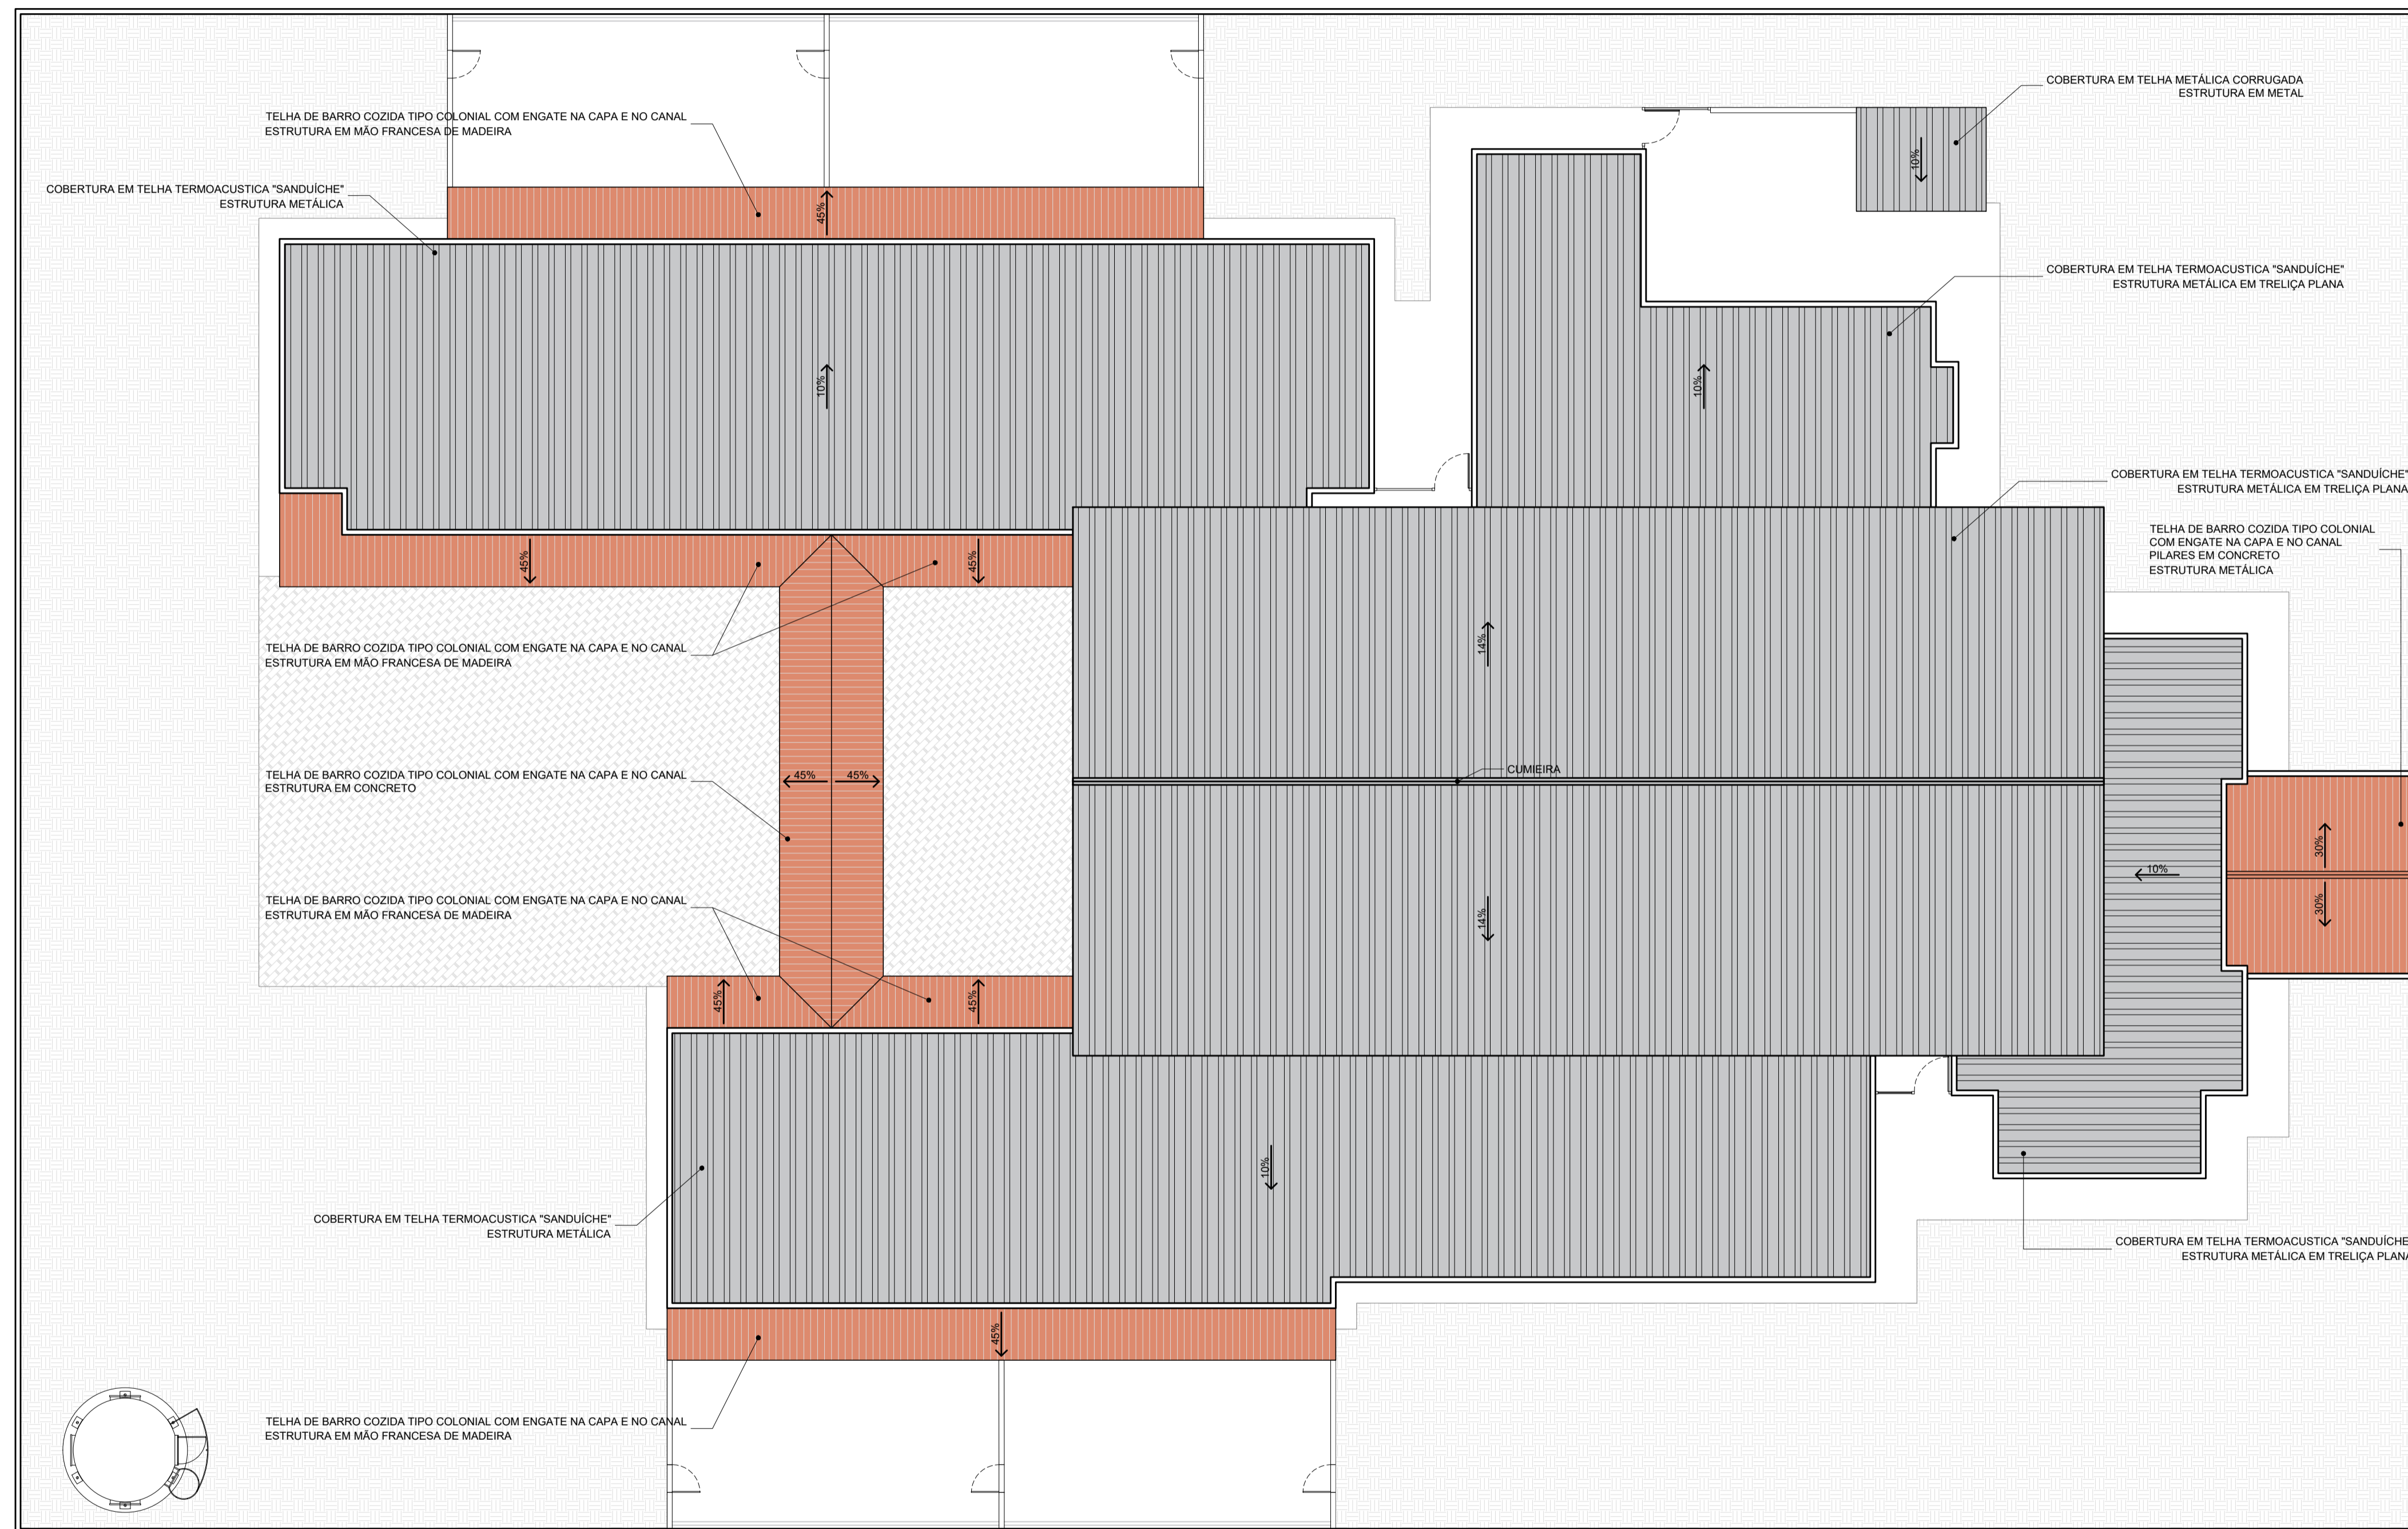 COBERTURA EM TELHA METÁLICA CORRUGADA
ESTRUTURA EM METAL
TELHA DE BARRO COZIDA TIPO COLONIAL COM ENGATE NA CAPA E NO CANAL
ESTRUTURA EM MÃO FRANCESA DE MADEIRA
10%
COBERTURA EM TELHA TERMOACUSTICA "SANDUÍCHE"
ESTRUTURA METÁLICA
45%
COBERTURA EM TELHA TERMOACUSTICA "SANDUÍCHE"
ESTRUTURA METÁLICA EM TRELIÇA PLANA
10%
10%
COBERTURA EM TELHA TERMOACUSTICA "SANDUÍCHE"
ESTRUTURA METÁLICA EM TRELIÇA PLANA
TELHA DE BARRO COZIDA TIPO COLONIAL
COM ENGATE NA CAPA E NO CANAL
PILARES EM CONCRETO
ESTRUTURA METÁLICA
45%
45%
TELHA DE BARRO COZIDA TIPO COLONIAL COM ENGATE NA CAPA E NO CANAL
ESTRUTURA EM MÃO FRANCESA DE MADEIRA
14%
CUMIEIRA
TELHA DE BARRO COZIDA TIPO COLONIAL COM ENGATE NA CAPA E NO CANAL
ESTRUTURA EM CONCRETO
45%
45%
30%
10%
30%
TELHA DE BARRO COZIDA TIPO COLONIAL COM ENGATE NA CAPA E NO CANAL
ESTRUTURA EM MÃO FRANCESA DE MADEIRA
14%
45%
45%
10%
COBERTURA EM TELHA TERMOACUSTICA "SANDUÍCHE"
ESTRUTURA METÁLICA
COBERTURA EM TELHA TERMOACUSTICA "SANDUÍCHE
ESTRUTURA METÁLICA EM TRELIÇA PLANA
45%
TELHA DE BARRO COZIDA TIPO COLONIAL COM ENGATE NA CAPA E NO CANAL
ESTRUTURA EM MÃO FRANCESA DE MADEIRA